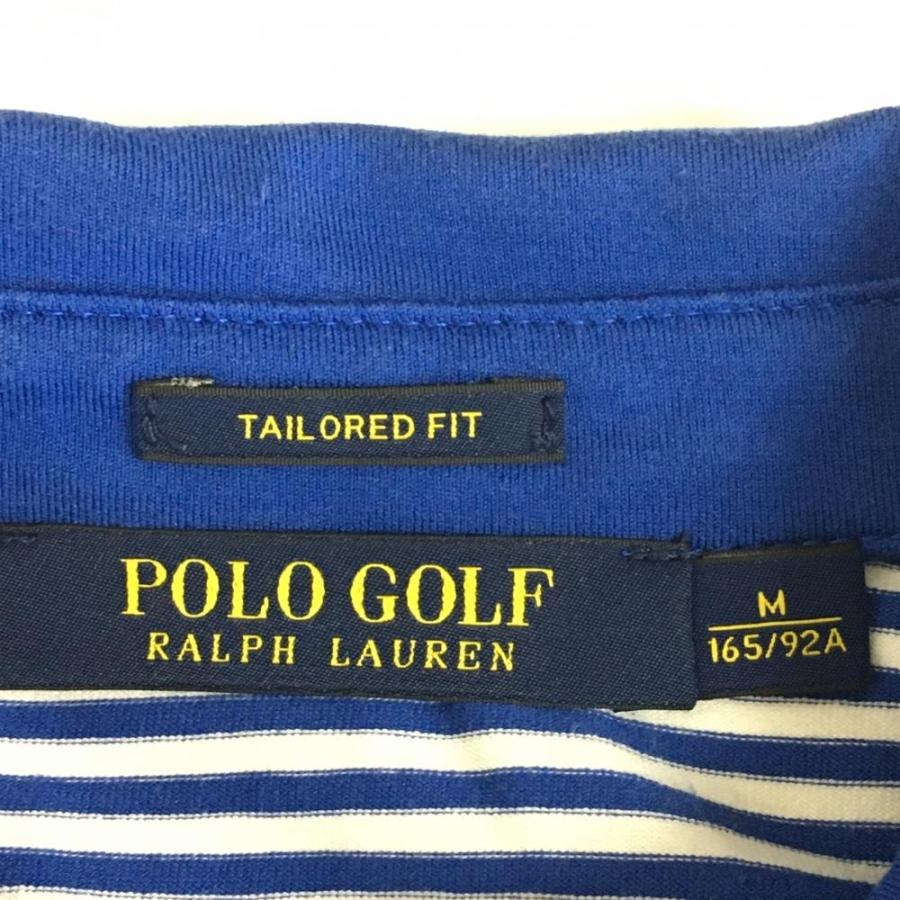 TAILORED FIT
POLO GOLF
RALPH LAUREN
M
165/92A